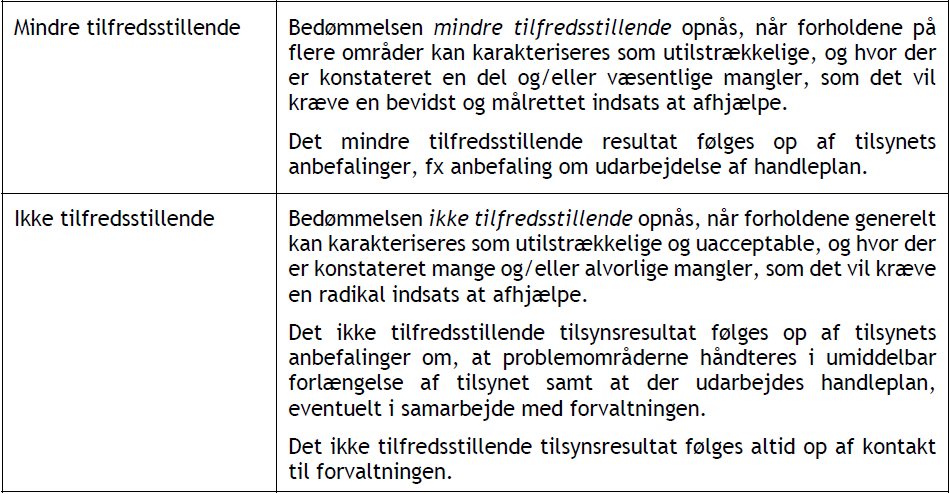 Mindre tilfredsstillende
Bedømmelsen mindre tilfredsstillende opnås, når forholdene på
flere områder kan karakteriseres som utilstrækkelige, og hvor der
er konstateret en del og/eller væsentlige mangler, som det vil
kræve en bevidst og målrettet indsats at afhjælpe.
Det mindre tilfredsstillende resultat følges op af tilsynets
anbefalinger, fx anbefaling om udarbejdelse af handleplan.
Ikke tilfredsstillende
Bedømmelsen ikke tilfredsstillende opnås, når forholdene generelt
kan karakteriseres som utilstrækkelige og uacceptable, og hvor der
er konstateret mange og/eller alvorlige mangler, som det vil kræve
en radikal indsats at afhjælpe.
Det ikke tilfredsstillende tilsynsresultat følges op af tilsynets
anbefalinger om, at problemområderne håndteres i umiddelbar
forlængelse af tilsynet samt at der udarbejdes handleplan,
eventuelt i samarbejde med forvaltningen.
Det ikke tilfredsstillende tilsynsresultat følges altid op af kontakt
til forvaltningen.